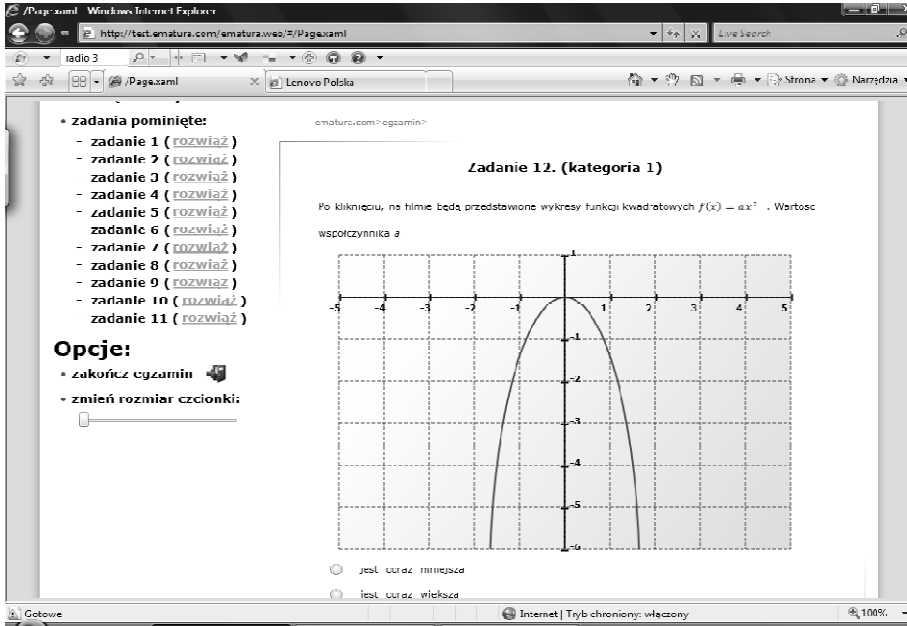 /Page.xaml Windows Internet Explorer
http://test.ematura.com/ematura.web/#/Page.xaml
Live Search
radio 3
/Page.xaml
Lenovo Polska
Strona
Narzędzia
• zadania pominięte:
- zadanie 1 ( rozwiąż )
- zadanie 2 ( rozwiąż )
zadanie 3 ( rozwiąż )
- zadanie 4 ( rozwiąż )
- zadanie 5 ( rozwiąż )
zadanie 6 ( rozwiąż )
- zadanie 7 ( rozwiąż )
- zadanie 8 ( rozwiąż )
- zadanie 9 ( rozwiąż )
- zadanie 10 ( rozwiąż )
zadanie 11 ( rozwiąż )
Opcje:
• zakończ egzamin
• zmień rozmiar czcionki:
ematura.com>egzamin>
Zadanie 12. (kategoria 1)
Po kliknięciu, na filmie będą przedstawione wykresy funkcji kwadratowych f(x) = ax² . Wartość
współczynnika a
1
-5 -4 -3 -2 -1 1 2 3 4 5
-1
-2
-3
-4
-5
-6
jest coraz mniejsza
jest coraz większa
Gotowe
Internet | Tryb chroniony: włączony
100%